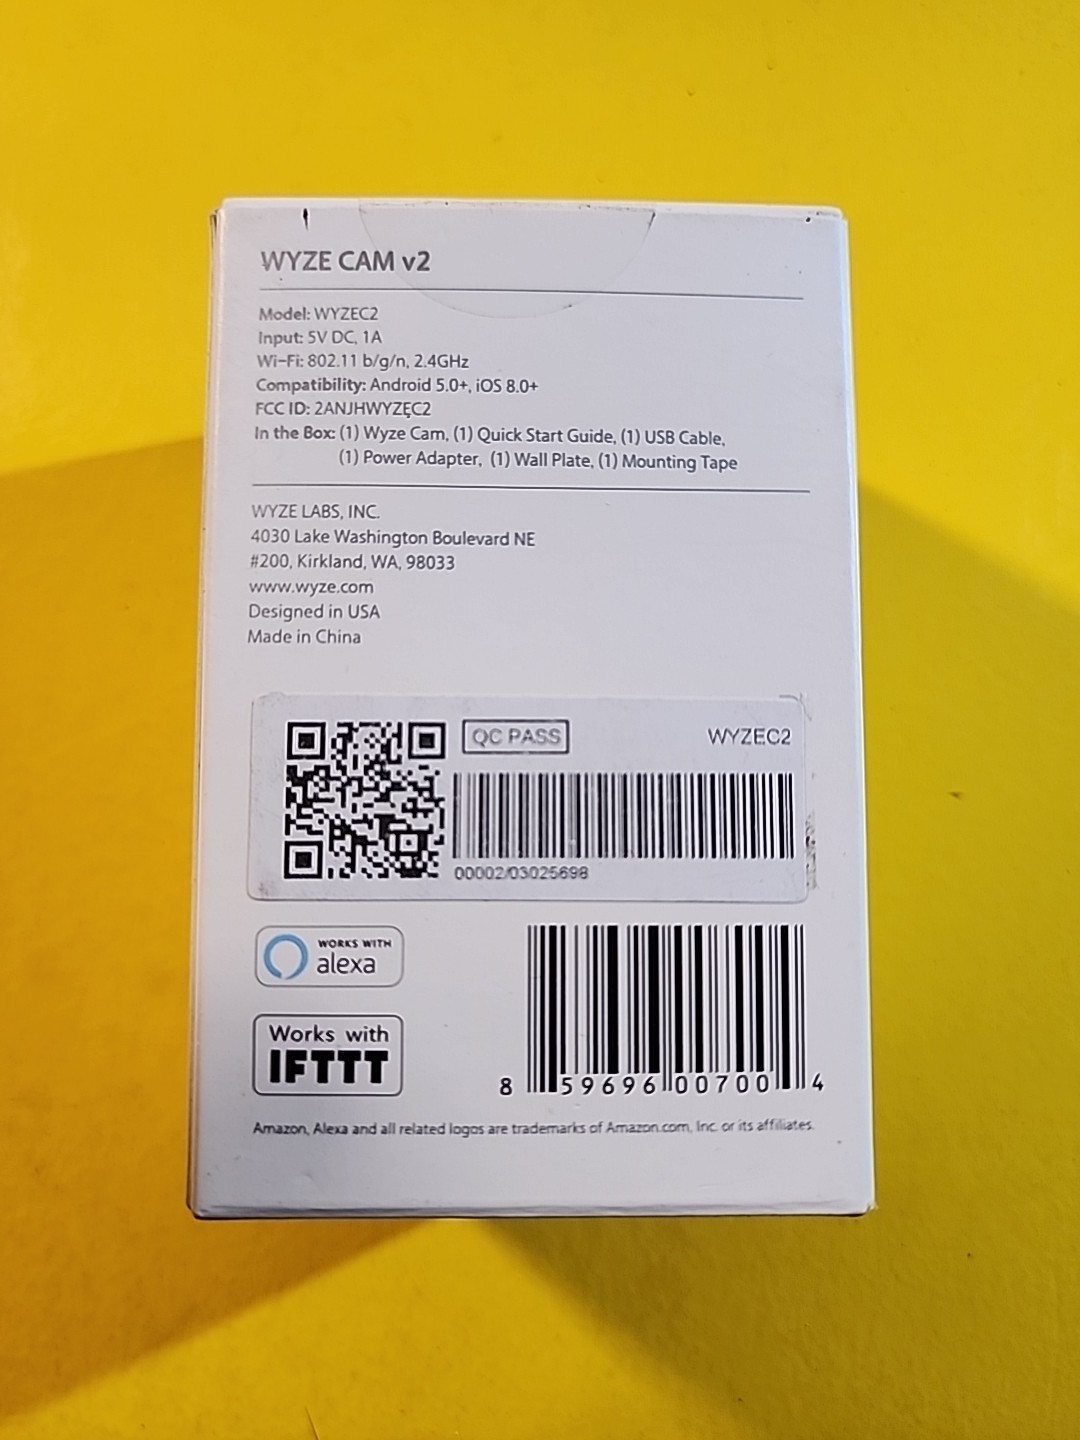 WYZE CAM v2
Model: WYZEC2
Input: 5V DC, 1A
Wi-Fi: 802.11 b/g/n, 2.4GHz
Compatibility: Android 5.0+, iOS 8.0+
FCC ID: 2ANJHWYZEC2
In the Box: (1) Wyze Cam, (1) Quick Start Guide, (1) USB Cable,
(1) Power Adapter, (1) Wall Plate, (1) Mounting Tape
WYZE LABS, INC.
4030 Lake Washington Boulevard NE
#200, Kirkland, WA, 98033
www.wyze.com
Designed in USA
Made in China
QC PASS WYZEC2
00002/03025698
WORKS WITH
alexa
Works with
IFTTT
8 59696 00700 4
Amazon, Alexa and all related logos are trademarks of Amazon.com, Inc. or its affiliates.